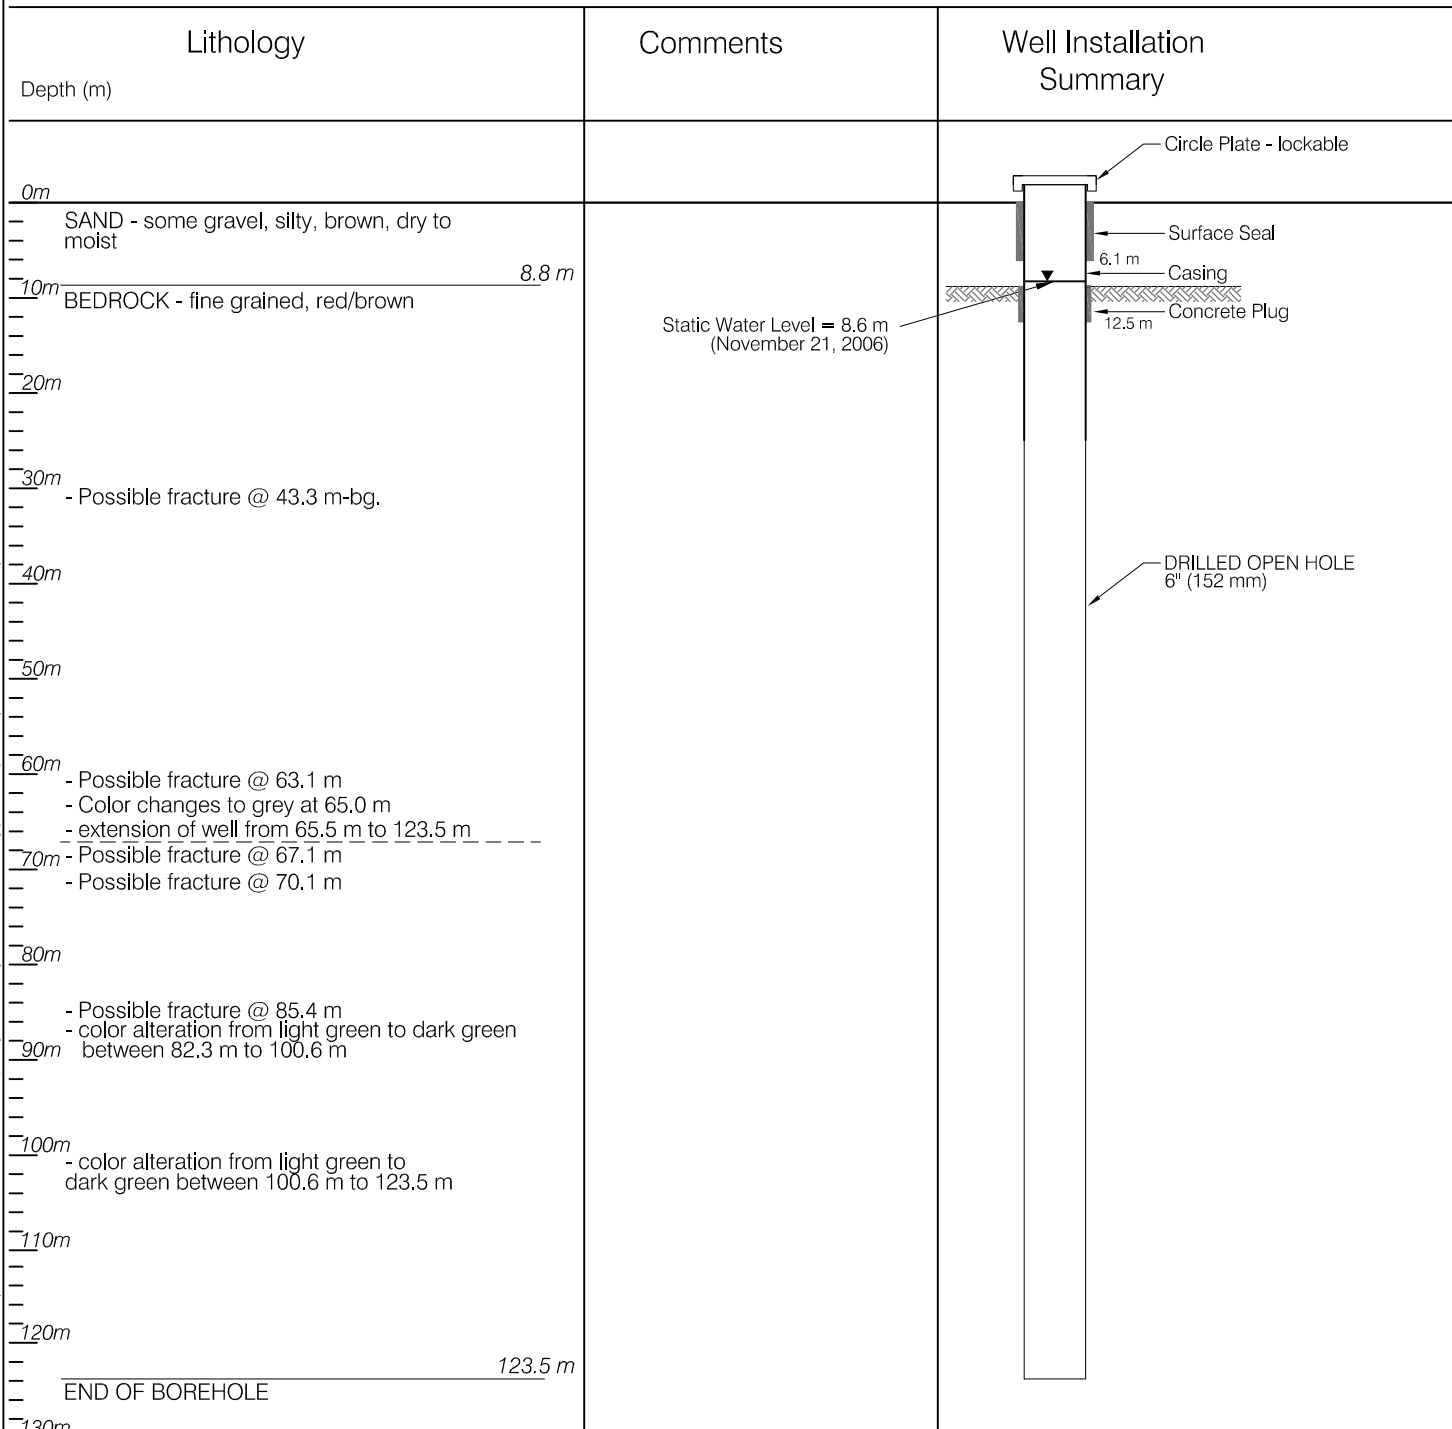 Lithology
Depth (m)
Comments
Well Installation
Summary
Circle Plate - lockable
0m
SAND - some gravel, silty, brown, dry to
moist
Surface Seal
6.1 m
8.8 m
Casing
10m
BEDROCK - fine grained, red/brown
Concrete Plug
12.5 m
Static Water Level = 8.6 m
(November 21, 2006)
20m
30m
- Possible fracture @ 43.3 m-bg.
DRILLED OPEN HOLE
6" (152 mm)
40m
50m
60m
- Possible fracture @ 63.1 m
- Color changes to grey at 65.0 m
- extension of well from 65.5 m to 123.5 m
70m
- Possible fracture @ 67.1 m
- Possible fracture @ 70.1 m
80m
- Possible fracture @ 85.4 m
- color alteration from light green to dark green
90m
between 82.3 m to 100.6 m
100m
- color alteration from light green to
dark green between 100.6 m to 123.5 m
110m
120m
123.5 m
END OF BOREHOLE
130m